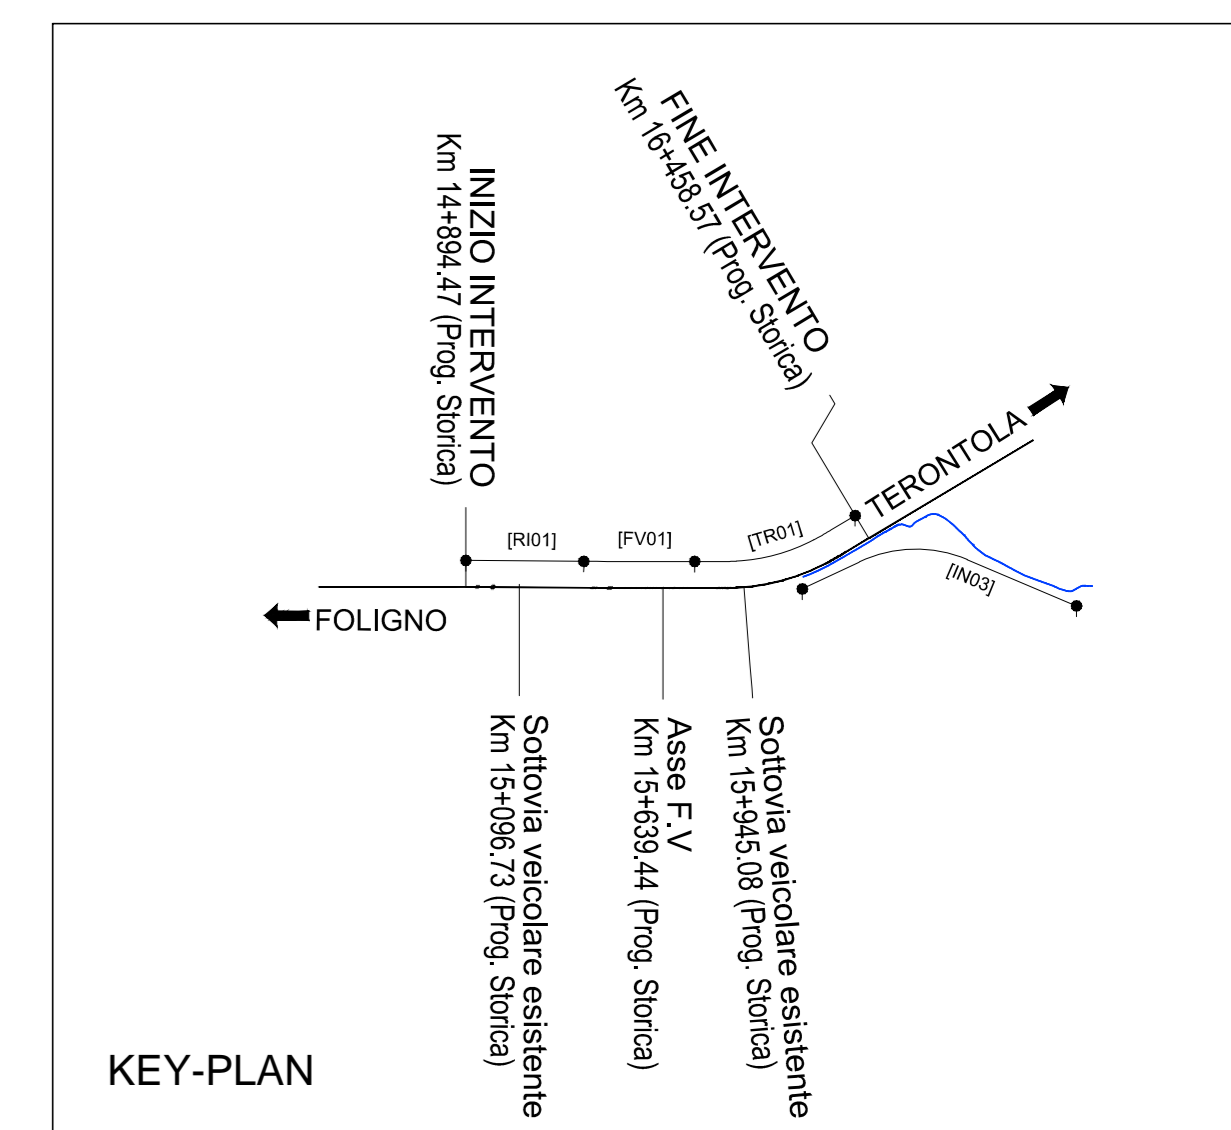 FINE INTERVENTO
Km 16+458.57 (Prog. Storica)
INIZIO INTERVENTO
Km 14+894.47 (Prog. Storica)
TERONTOLA
[RI01]
[FV01]
[TR01]
[IN03]
FOLIGNO
Sottovia veicolare esistente
Km 15+096.73 (Prog. Storica)
Asse F.V
Km 15+639.44 (Prog. Storica)
Sottovia veicolare esistente
Km 15+945.08 (Prog. Storica)
KEY-PLAN